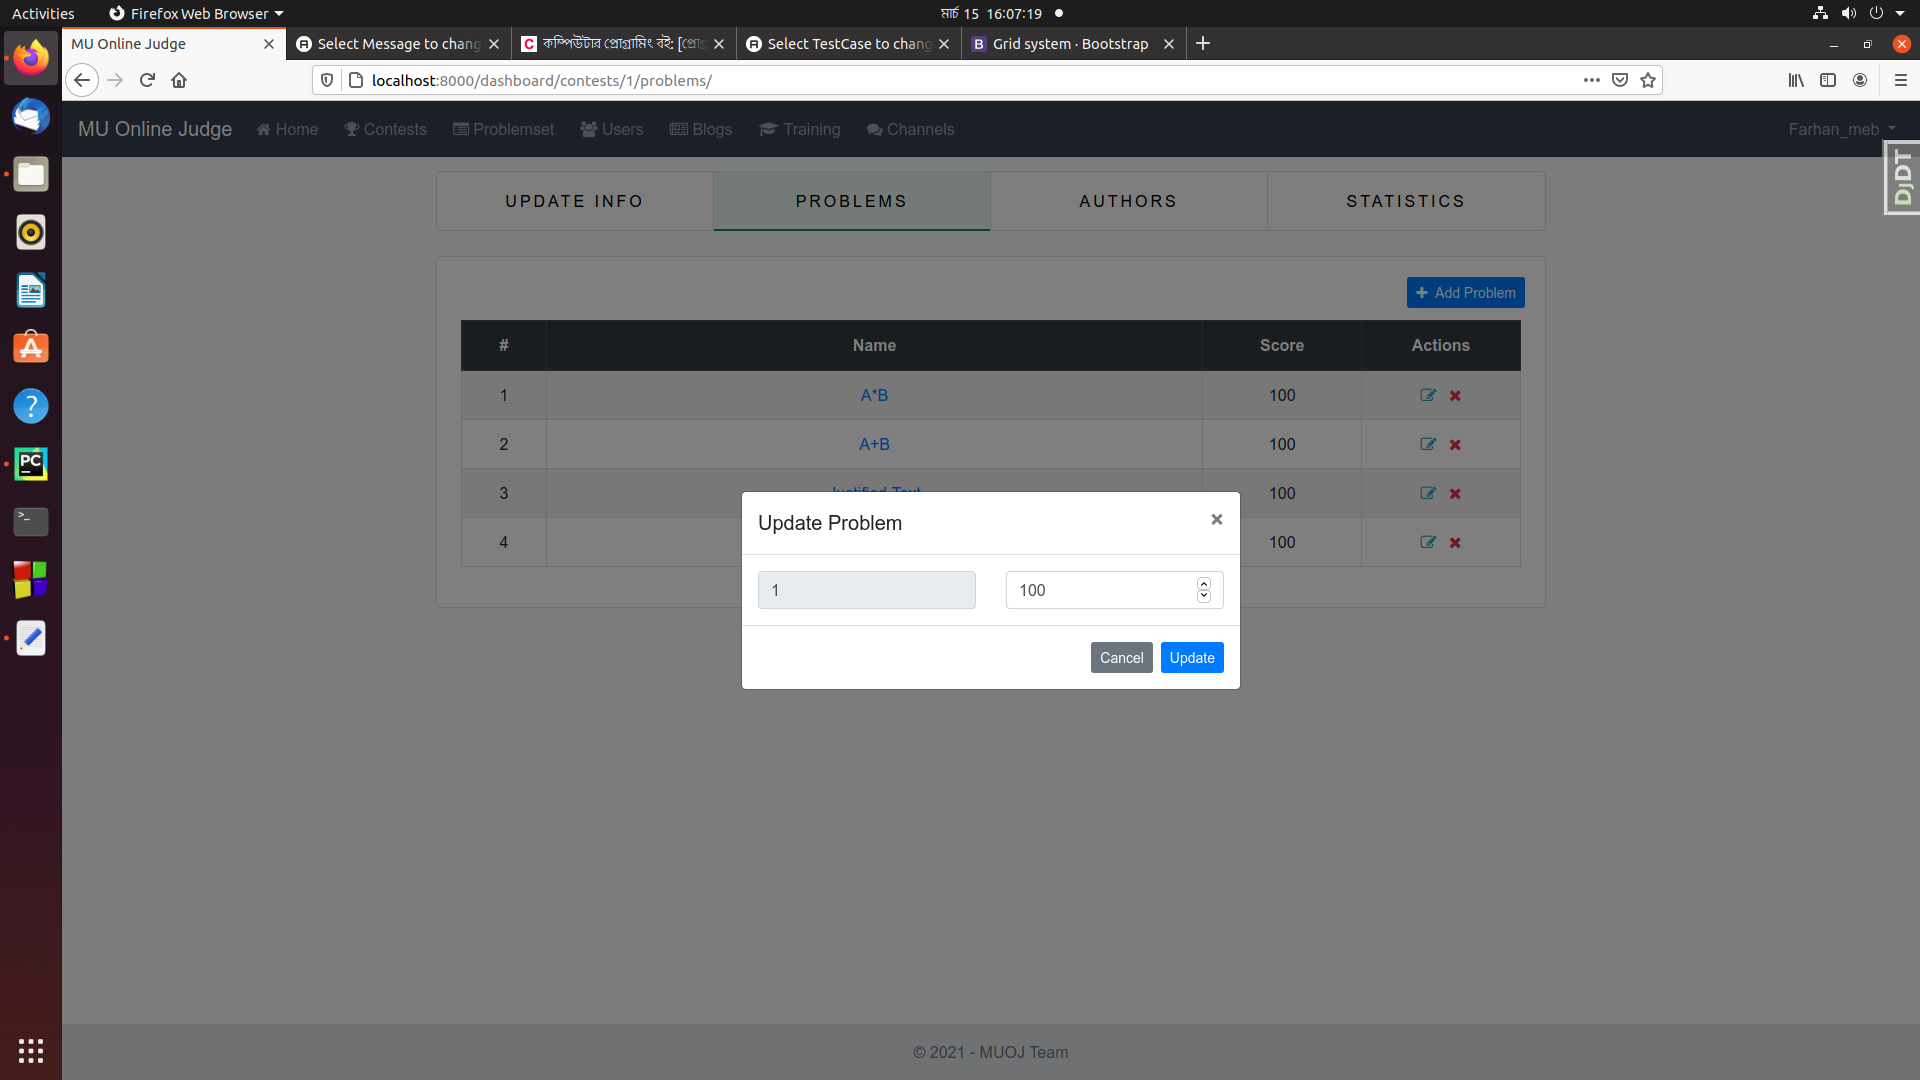 Activities
Firefox Web Browser
মার্চ 15 16:07:19
MU Online Judge
Select Message to chang
কম্পিউটার প্রোগ্রামিং বই: [প্রোগ্র
Select TestCase to chang
Grid system · Bootstrap
localhost:8000/dashboard/contests/1/problems/
MU Online Judge
Home
Contests
Problemset
Users
Blogs
Training
Channels
Farhan_meb
DjDT
UPDATE INFO
PROBLEMS
AUTHORS
STATISTICS
Add Problem
# Name Score Actions
1 A*B 100
2 A+B 100
3 Justified Text 100
4 100
Update Problem
1
100
Cancel
Update
© 2021 - MUOJ Team